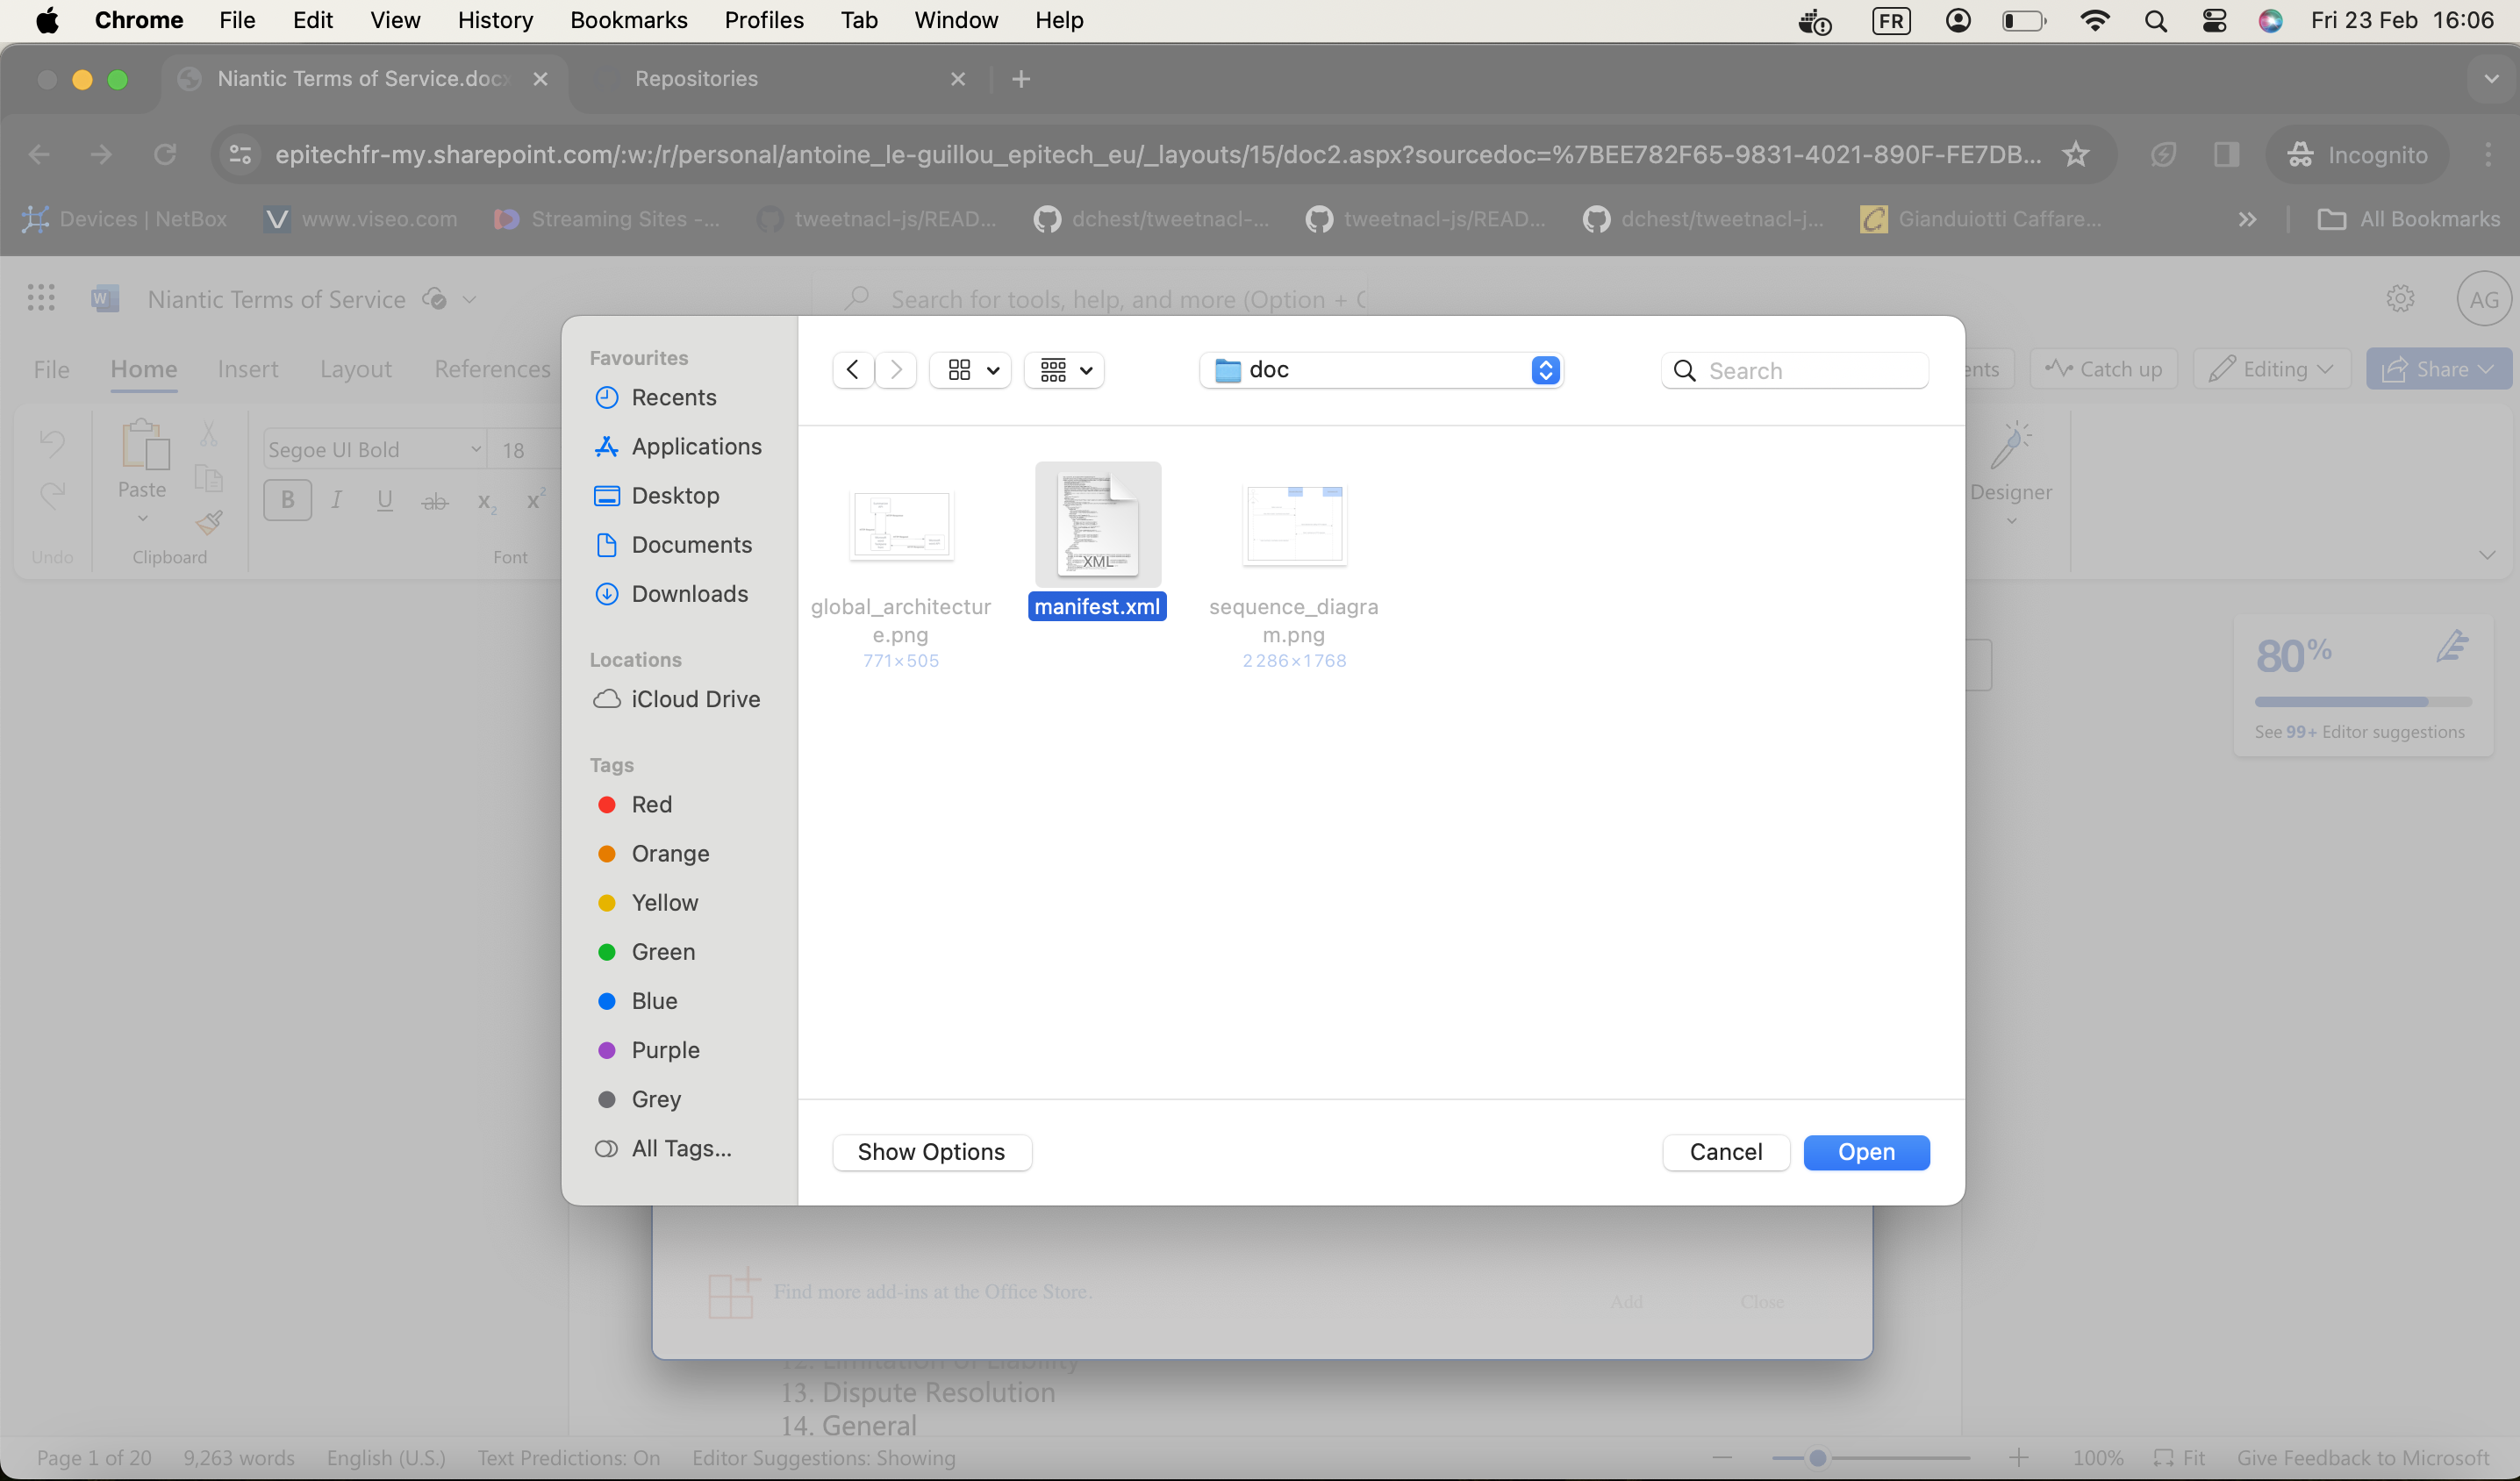 Chrome File Edit View History Bookmarks Profiles Tab Window Help FR Fri 23 Feb 16:06
Niantic Terms of Service.docx Repositories
epitechfr-my.sharepoint.com/:w:/r/personal/antoine_le-guillou_epitech_eu/_layouts/15/doc2.aspx?sourcedoc=%7BEE782F65-9831-4021-890F-FE7DB... Incognito
Devices | NetBox www.viseo.com Streaming Sites -... tweetnacl-js/READ... dchest/tweetnacl-... tweetnacl-js/READ... dchest/tweetnacl-j... Gianduiotti Caffare... All Bookmarks
W Niantic Terms of Service Search for tools, help, and more (Option + Q AG
File Home Insert Layout References ents Catch up Editing Share
Segoe UI Bold 18
Paste B I U ab x2 x2 Designer
Undo Clipboard Font
Favourites
Recents
Applications
Desktop
Documents
Downloads
Locations
iCloud Drive
Tags
Red
Orange
Yellow
Green
Blue
Purple
Grey
All Tags...
doc Search
XML
global_architectur
e.png
771×505
manifest.xml
sequence_diagra
m.png
2 286×1 768
Show Options Cancel Open
80%
See 99+ Editor suggestions
Find more add-ins at the Office Store.
Add Close
12. Limitation of Liability
13. Dispute Resolution
14. General
Page 1 of 20 9,263 words English (U.S.) Text Predictions: On Editor Suggestions: Showing 100% Fit Give Feedback to Microsoft